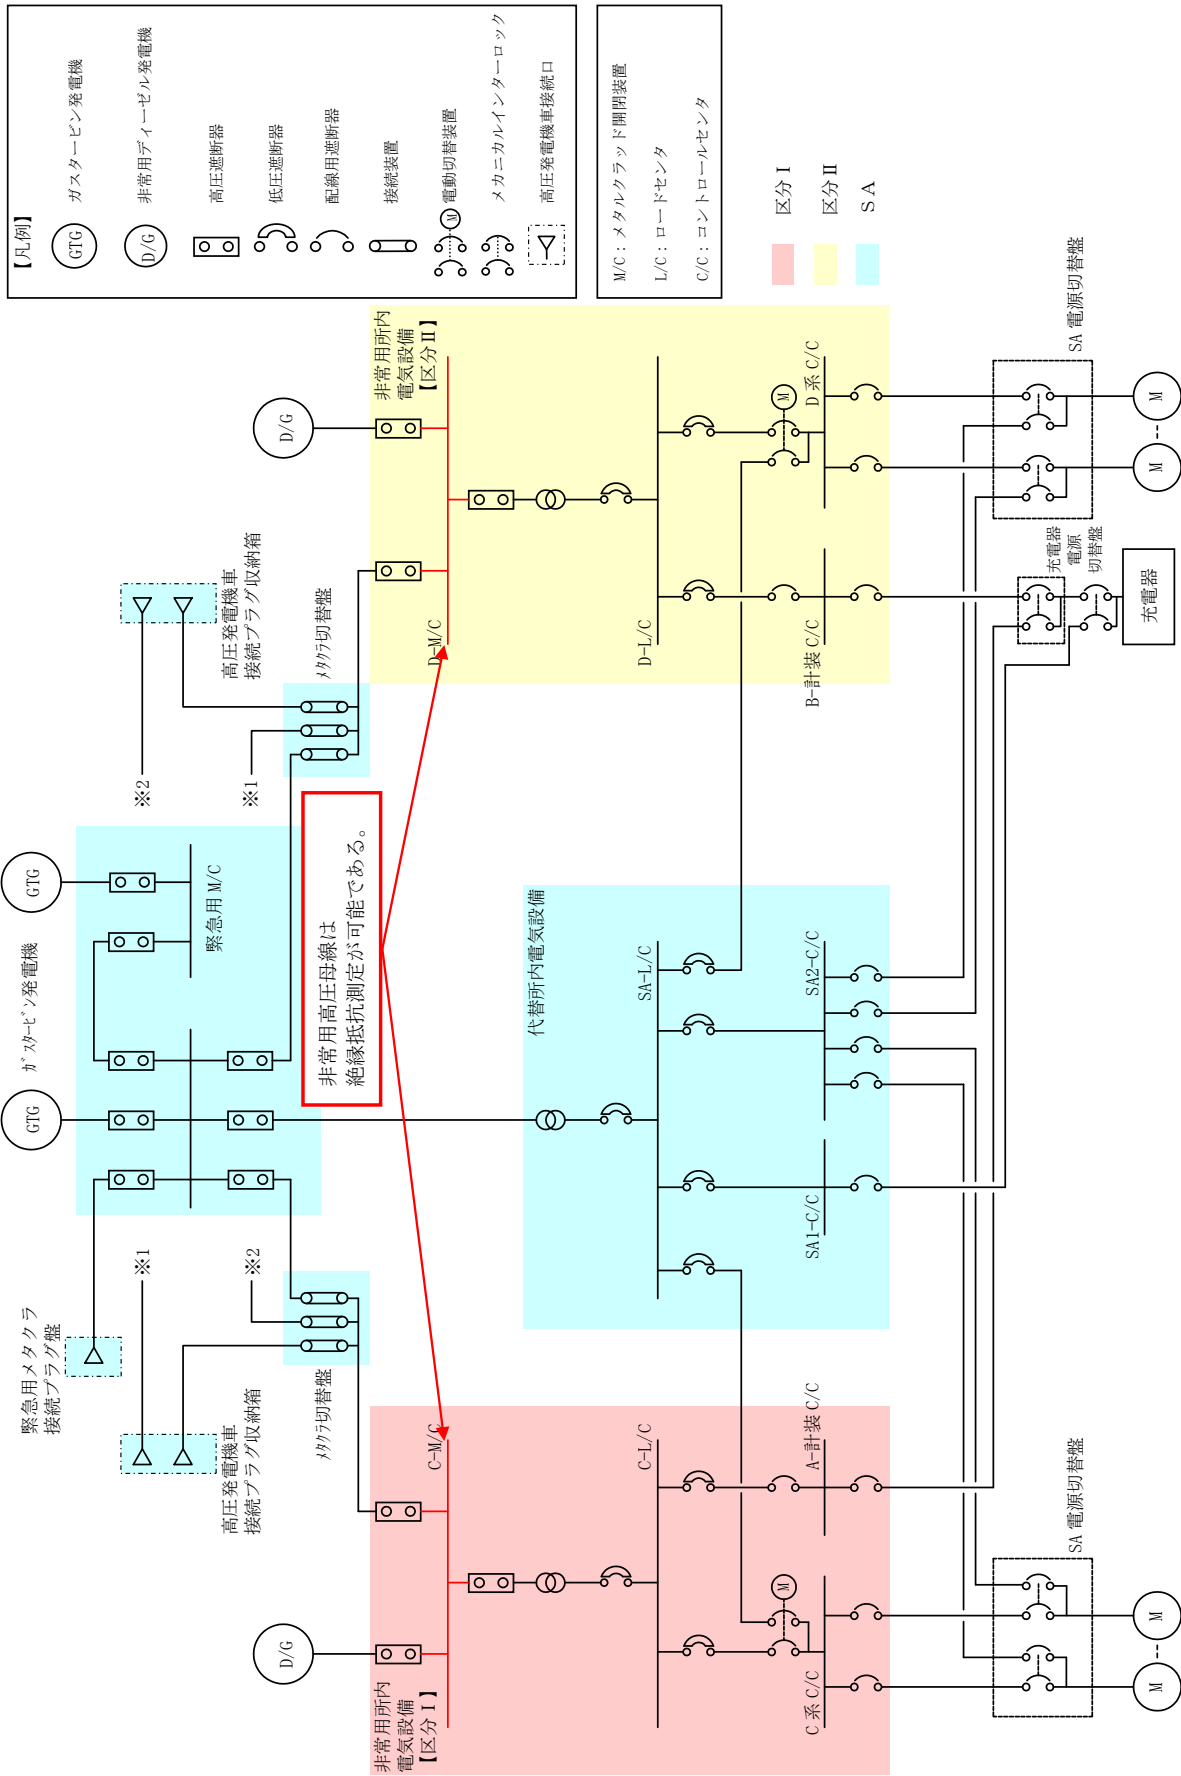 【凡例】
GTG
ガスタービン発電機
D/G
非常用ディーゼル発電機
高圧遮断器
低圧遮断器
配線用遮断器
接続装置
M
電動切替装置
メカニカルインターロック
高圧発電機車接続口
M/C：メタルクラッド開閉装置
L/C：ロードセンタ
C/C：コントロールセンタ
区分Ⅰ
区分Ⅱ
ＳＡ
緊急用メタクラ
接続プラグ盤
GTG
ｶﾞｽﾀｰﾋﾞﾝ発電機
GTG
緊急用 M/C
※1
※2
高圧発電機車
接続プラグ収納箱
ﾒﾀｸﾗ切替盤
※2
※1
高圧発電機車
接続プラグ収納箱
ﾒﾀｸﾗ切替盤
D/G
D/G
非常用高圧母線は
絶縁抵抗測定が可能である。
非常用所内
電気設備
【区分Ⅰ】
C-M/C
C-L/C
M
C 系 C/C
A-計装 C/C
代替所内電気設備
SA-L/C
SA1-C/C
SA2-C/C
非常用所内
電気設備
【区分Ⅱ】
D-M/C
D-L/C
M
B-計装 C/C
D 系 C/C
SA 電源切替盤
M
M
充電器
電源
切替盤
充電器
SA 電源切替盤
M
M